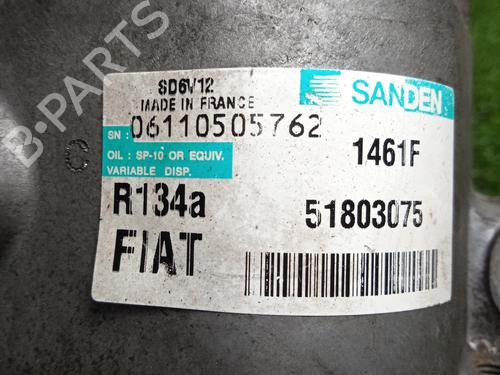 SD6V12
MADE IN FRANCE
SN : 06110505762
OIL : SP-10 OR EQUIV.
VARIABLE DISP.
R134a
FIAT
SANDEN
1461F
51803075
B-PARTS